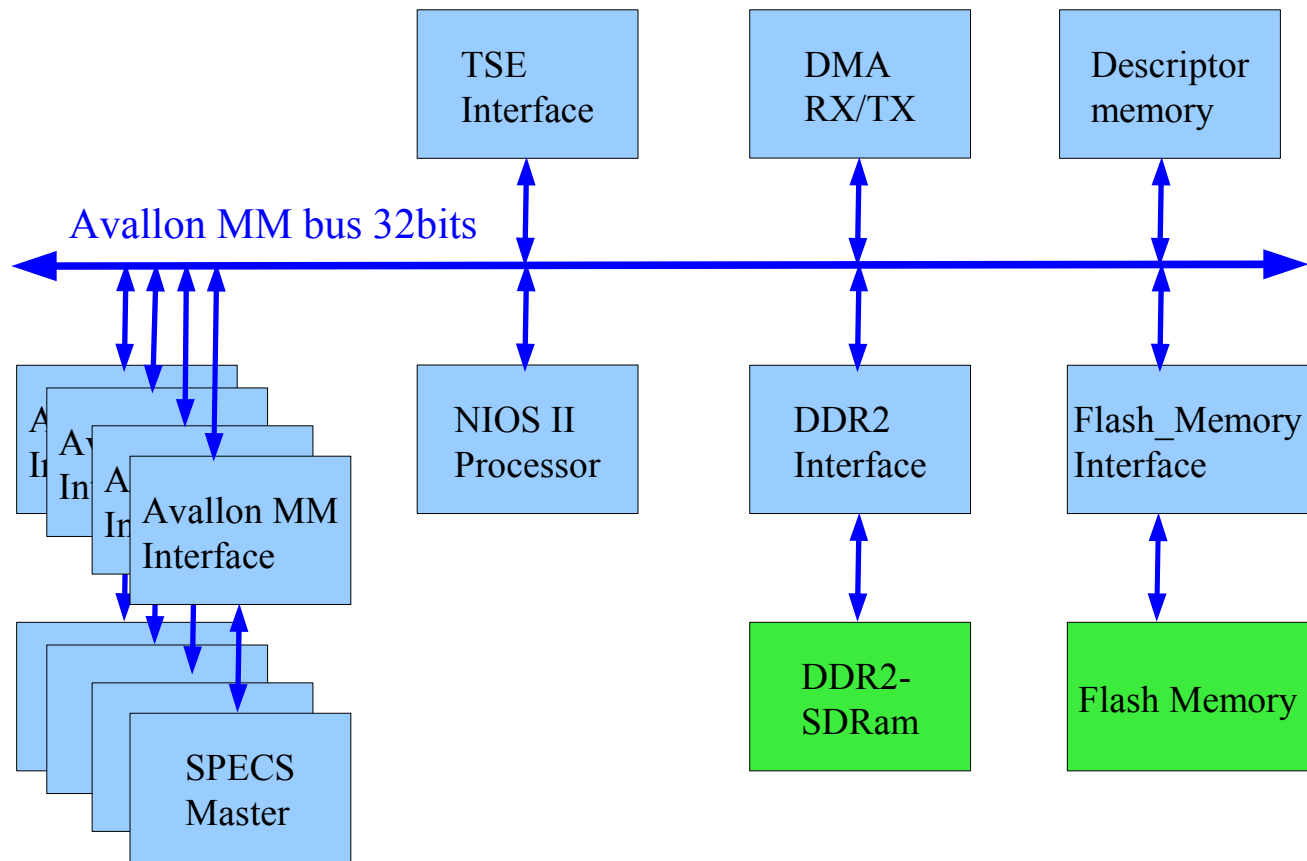 TSE
Interface
DMA
RX/TX
Descriptor
memory
Avallon MM bus 32bits
NIOS II
Processor
DDR2
Interface
Flash_Memory
Interface
Avallon MM
Interface
DDR2-
SDRam
Flash Memory
SPECS
Master